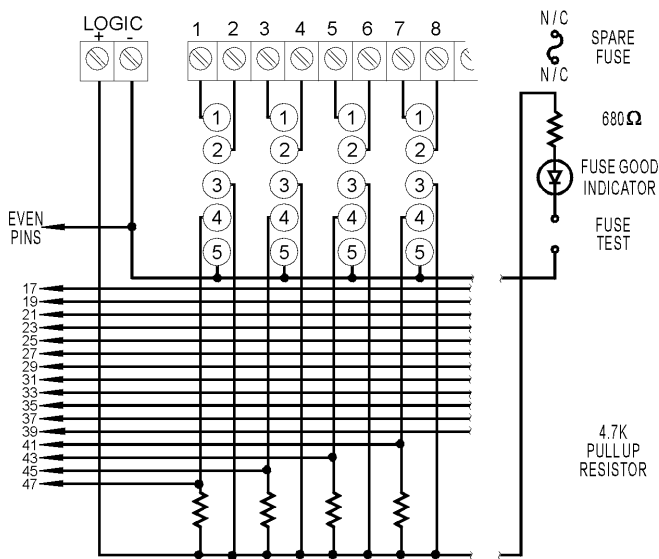 LOGIC
+ -
1 2 3 4 5 6 7 8
N/C
SPARE
FUSE
N/C
1 1 1 1
680Ω
2 2 2 2
FUSE GOOD
INDICATOR
3 3 3 3
4 4 4 4
EVEN
PINS
FUSE
TEST
5 5 5 5
17
19
21
23
25
27
29
31
33
35
37
39
41
43
45
47
4.7K
PULL UP
RESISTOR